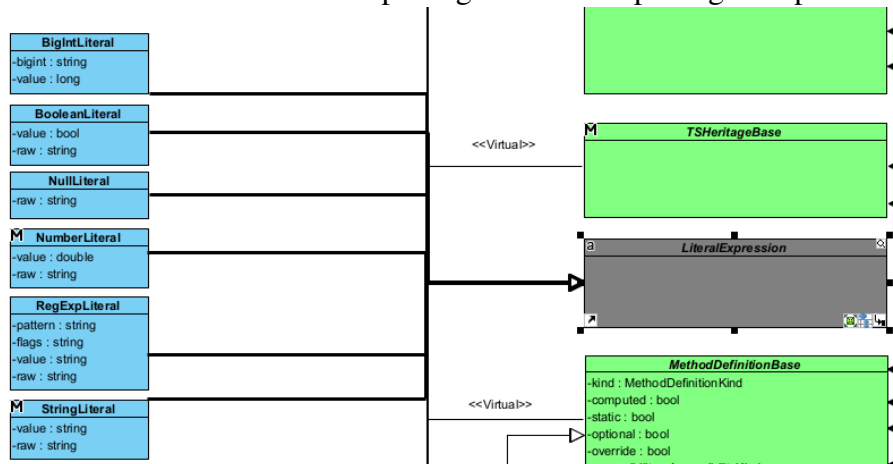 BigIntLiteral
-bigint : string
-value : long
BooleanLiteral
-value : bool
-raw : string
NullLiteral
-raw : string
M NumberLiteral
-value : double
-raw : string
RegExpLiteral
-pattern : string
-flags : string
-value : string
-raw : string
M StringLiteral
-value : string
-raw : string
<<Virtual>>
<<Virtual>>
M TSHeritageBase
a LiteralExpression
MethodDefinitionBase
-kind : MethodDefinitionKind
-computed : bool
-static : bool
-optional : bool
-override : bool